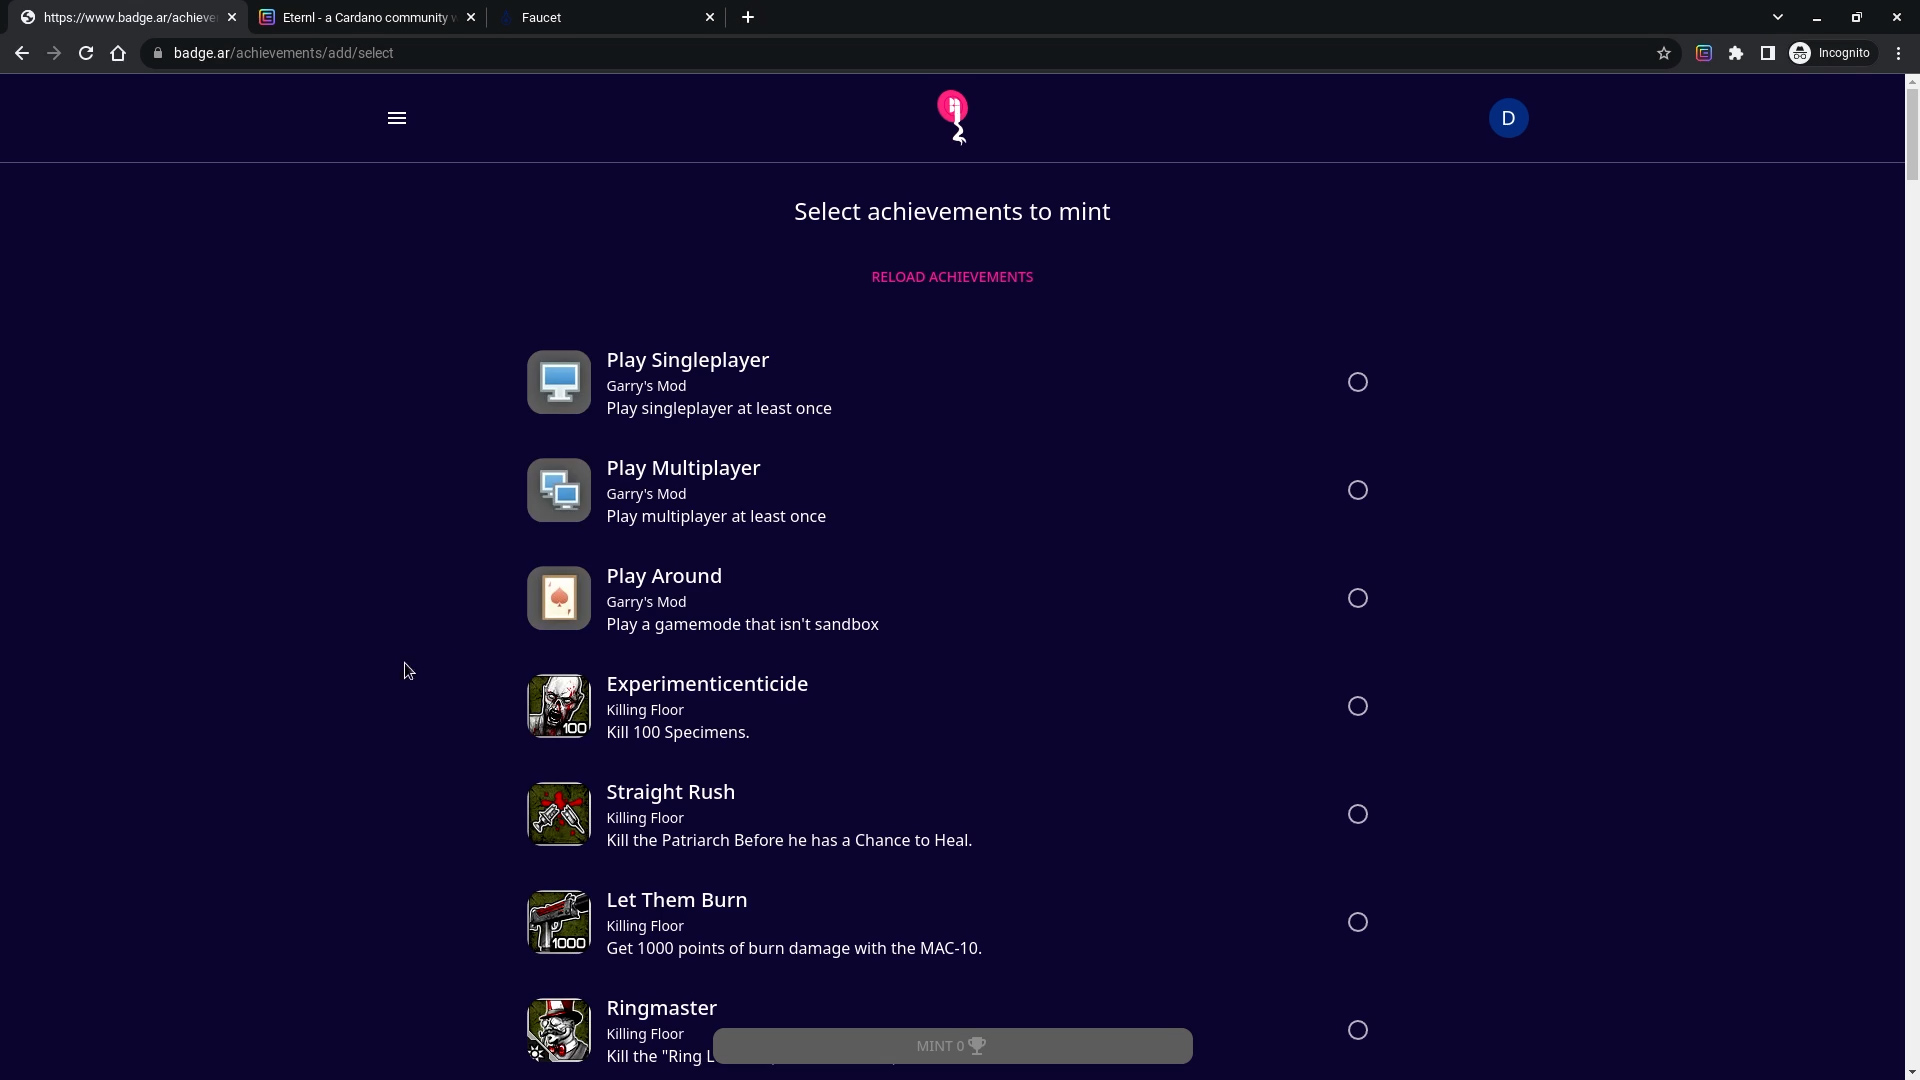 https://www.badge.ar/achieve
Eternl - a Cardano community w
Faucet
badge.ar/achievements/add/select
Incognito
D
Select achievements to mint
RELOAD ACHIEVEMENTS
Play Singleplayer
Garry's Mod
Play singleplayer at least once
Play Multiplayer
Garry's Mod
Play multiplayer at least once
Play Around
Garry's Mod
Play a gamemode that isn't sandbox
Experimenticenticide
Killing Floor
100
Kill 100 Specimens.
Straight Rush
Killing Floor
Kill the Patriarch Before he has a Chance to Heal.
Let Them Burn
Killing Floor
1000
Get 1000 points of burn damage with the MAC-10.
Ringmaster
Killing Floor
Kill the "Ring L
MINT 0